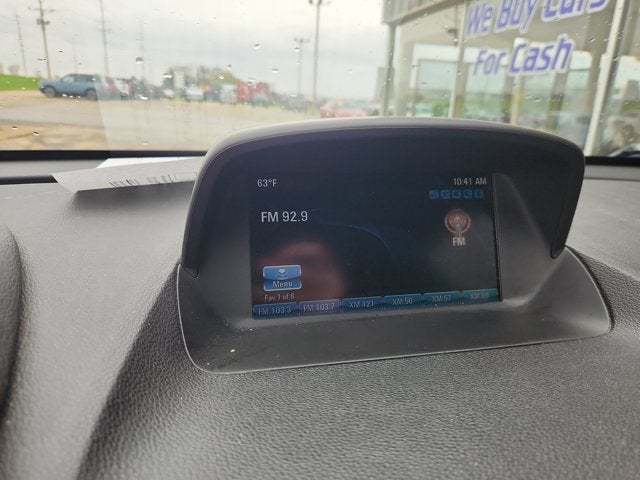 We Buy Cars
For Cash
63°F
10:41 AM
FM 92.9
FM
Menu
Fav 1 of 6
FM 103.3 FM 103.7 XM 121 XM 56 XM 57 XM 59